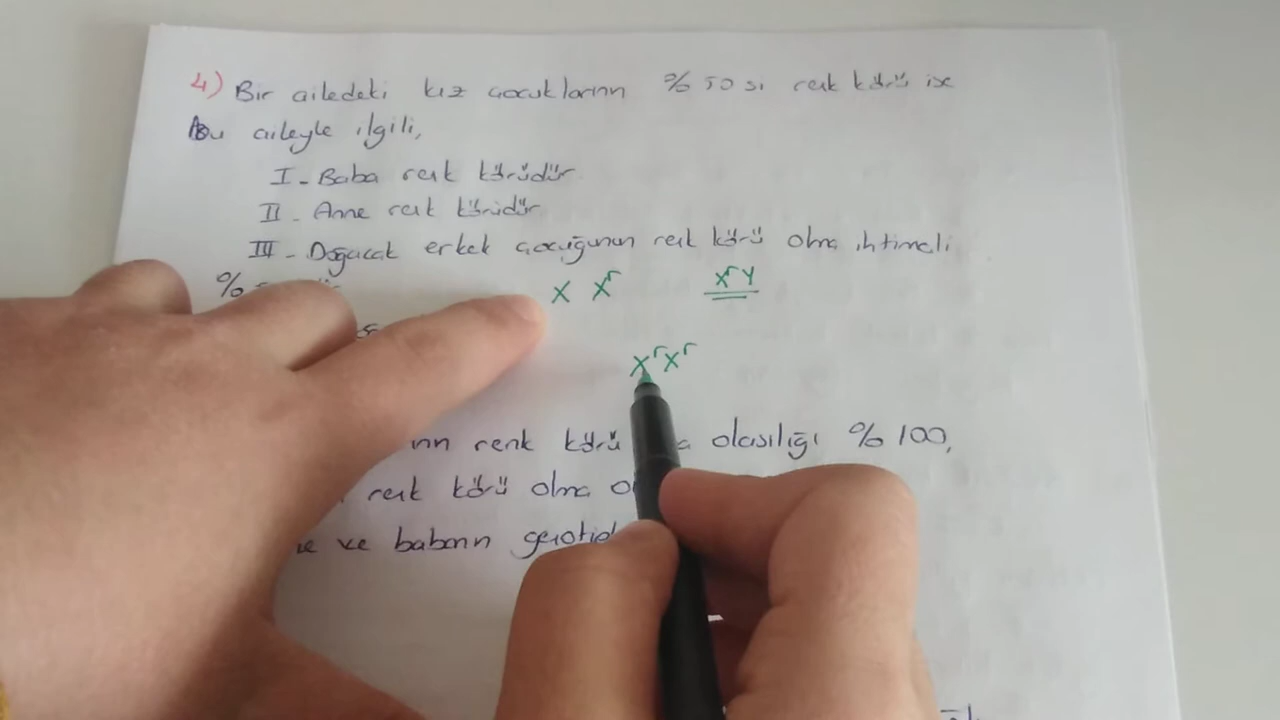 4) Bir ailedeki kız çocukların % 50 si renk körü ise
Bu aileyle ilgili,
I - Baba renk körüdür
II - Anne renk körüdür
III - Doğacak erkek çocuğunun renk körü olma ihtimali
%
X Xʳ XʳY
XʳXʳ
renk körü olasılığı % 100,
renk körü olma
ve babanın